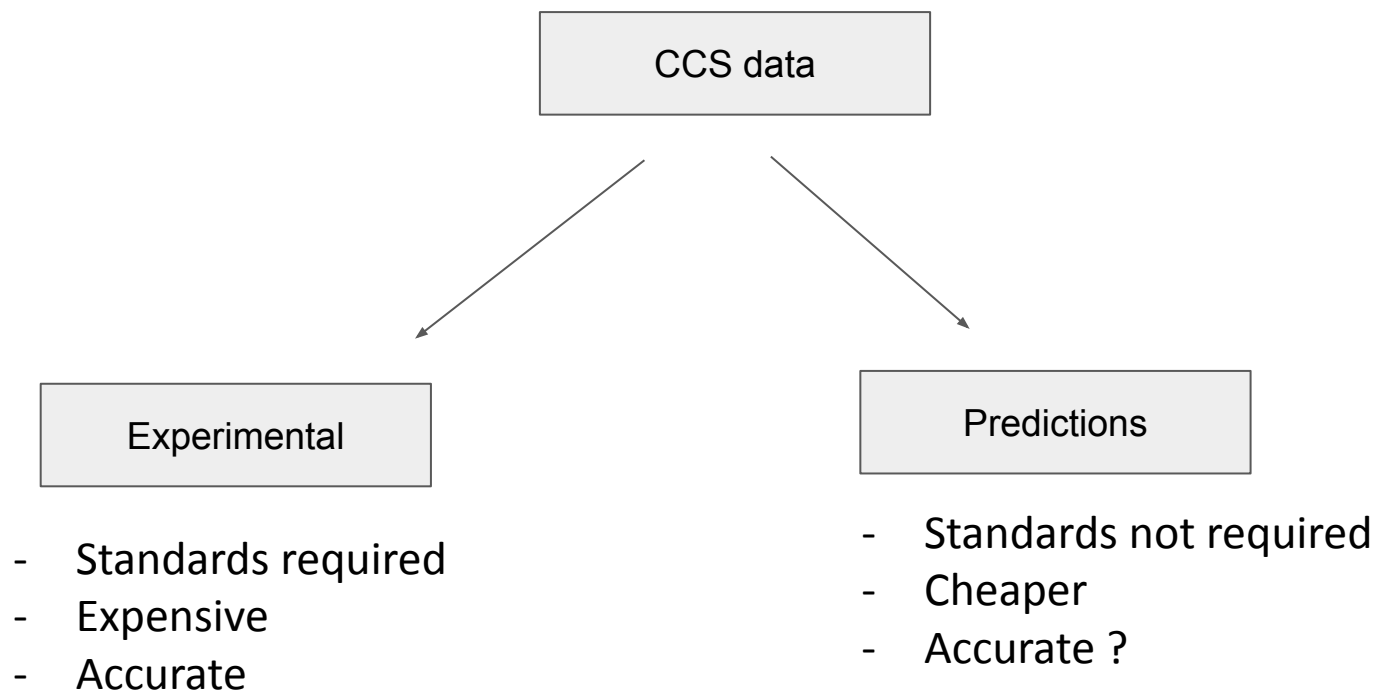 CCS data
Experimental
- Standards required
- Expensive
- Accurate
Predictions
- Standards not required
- Cheaper
- Accurate ?